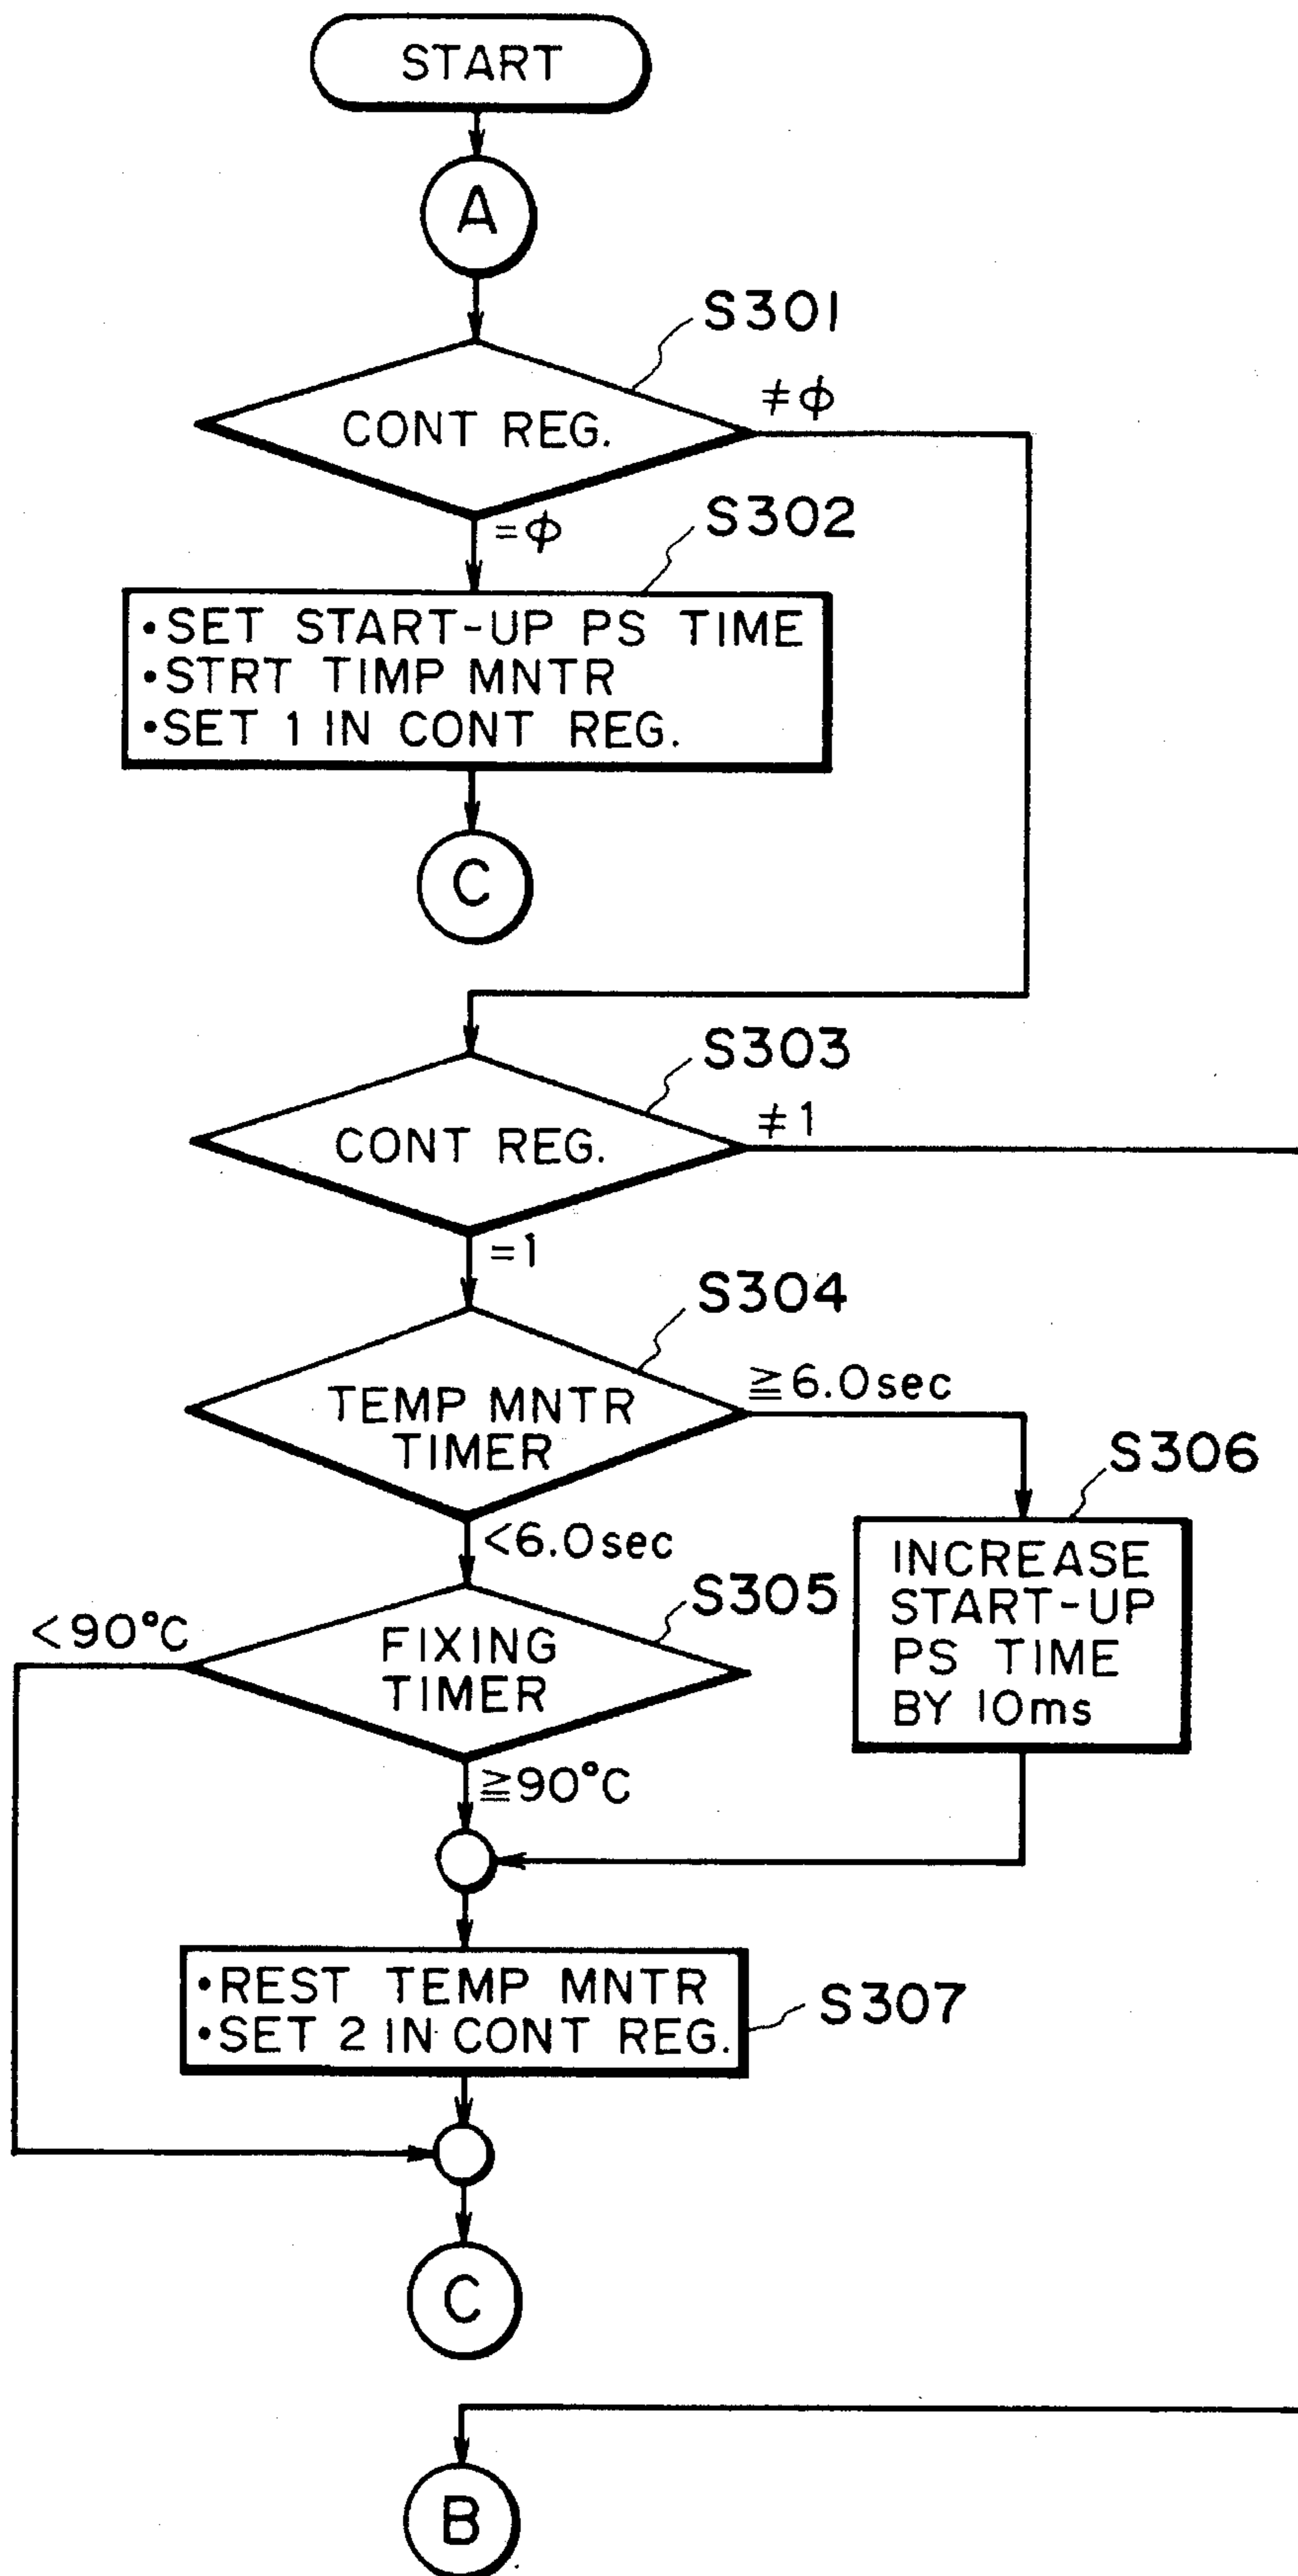 START
A
S301
CONT REG.
≠ϕ
=ϕ
S302
•SET START-UP PS TIME
•STRT TIMP MNTR
•SET 1 IN CONT REG.
C
S303
CONT REG.
≠1
=1
S304
TEMP MNTR
TIMER
≧6.0sec
<6.0sec
S306
INCREASE
START-UP
PS TIME
BY 10ms
S305
<90°C
FIXING
TIMER
≧90°C
•REST TEMP MNTR
•SET 2 IN CONT REG.
S307
C
B